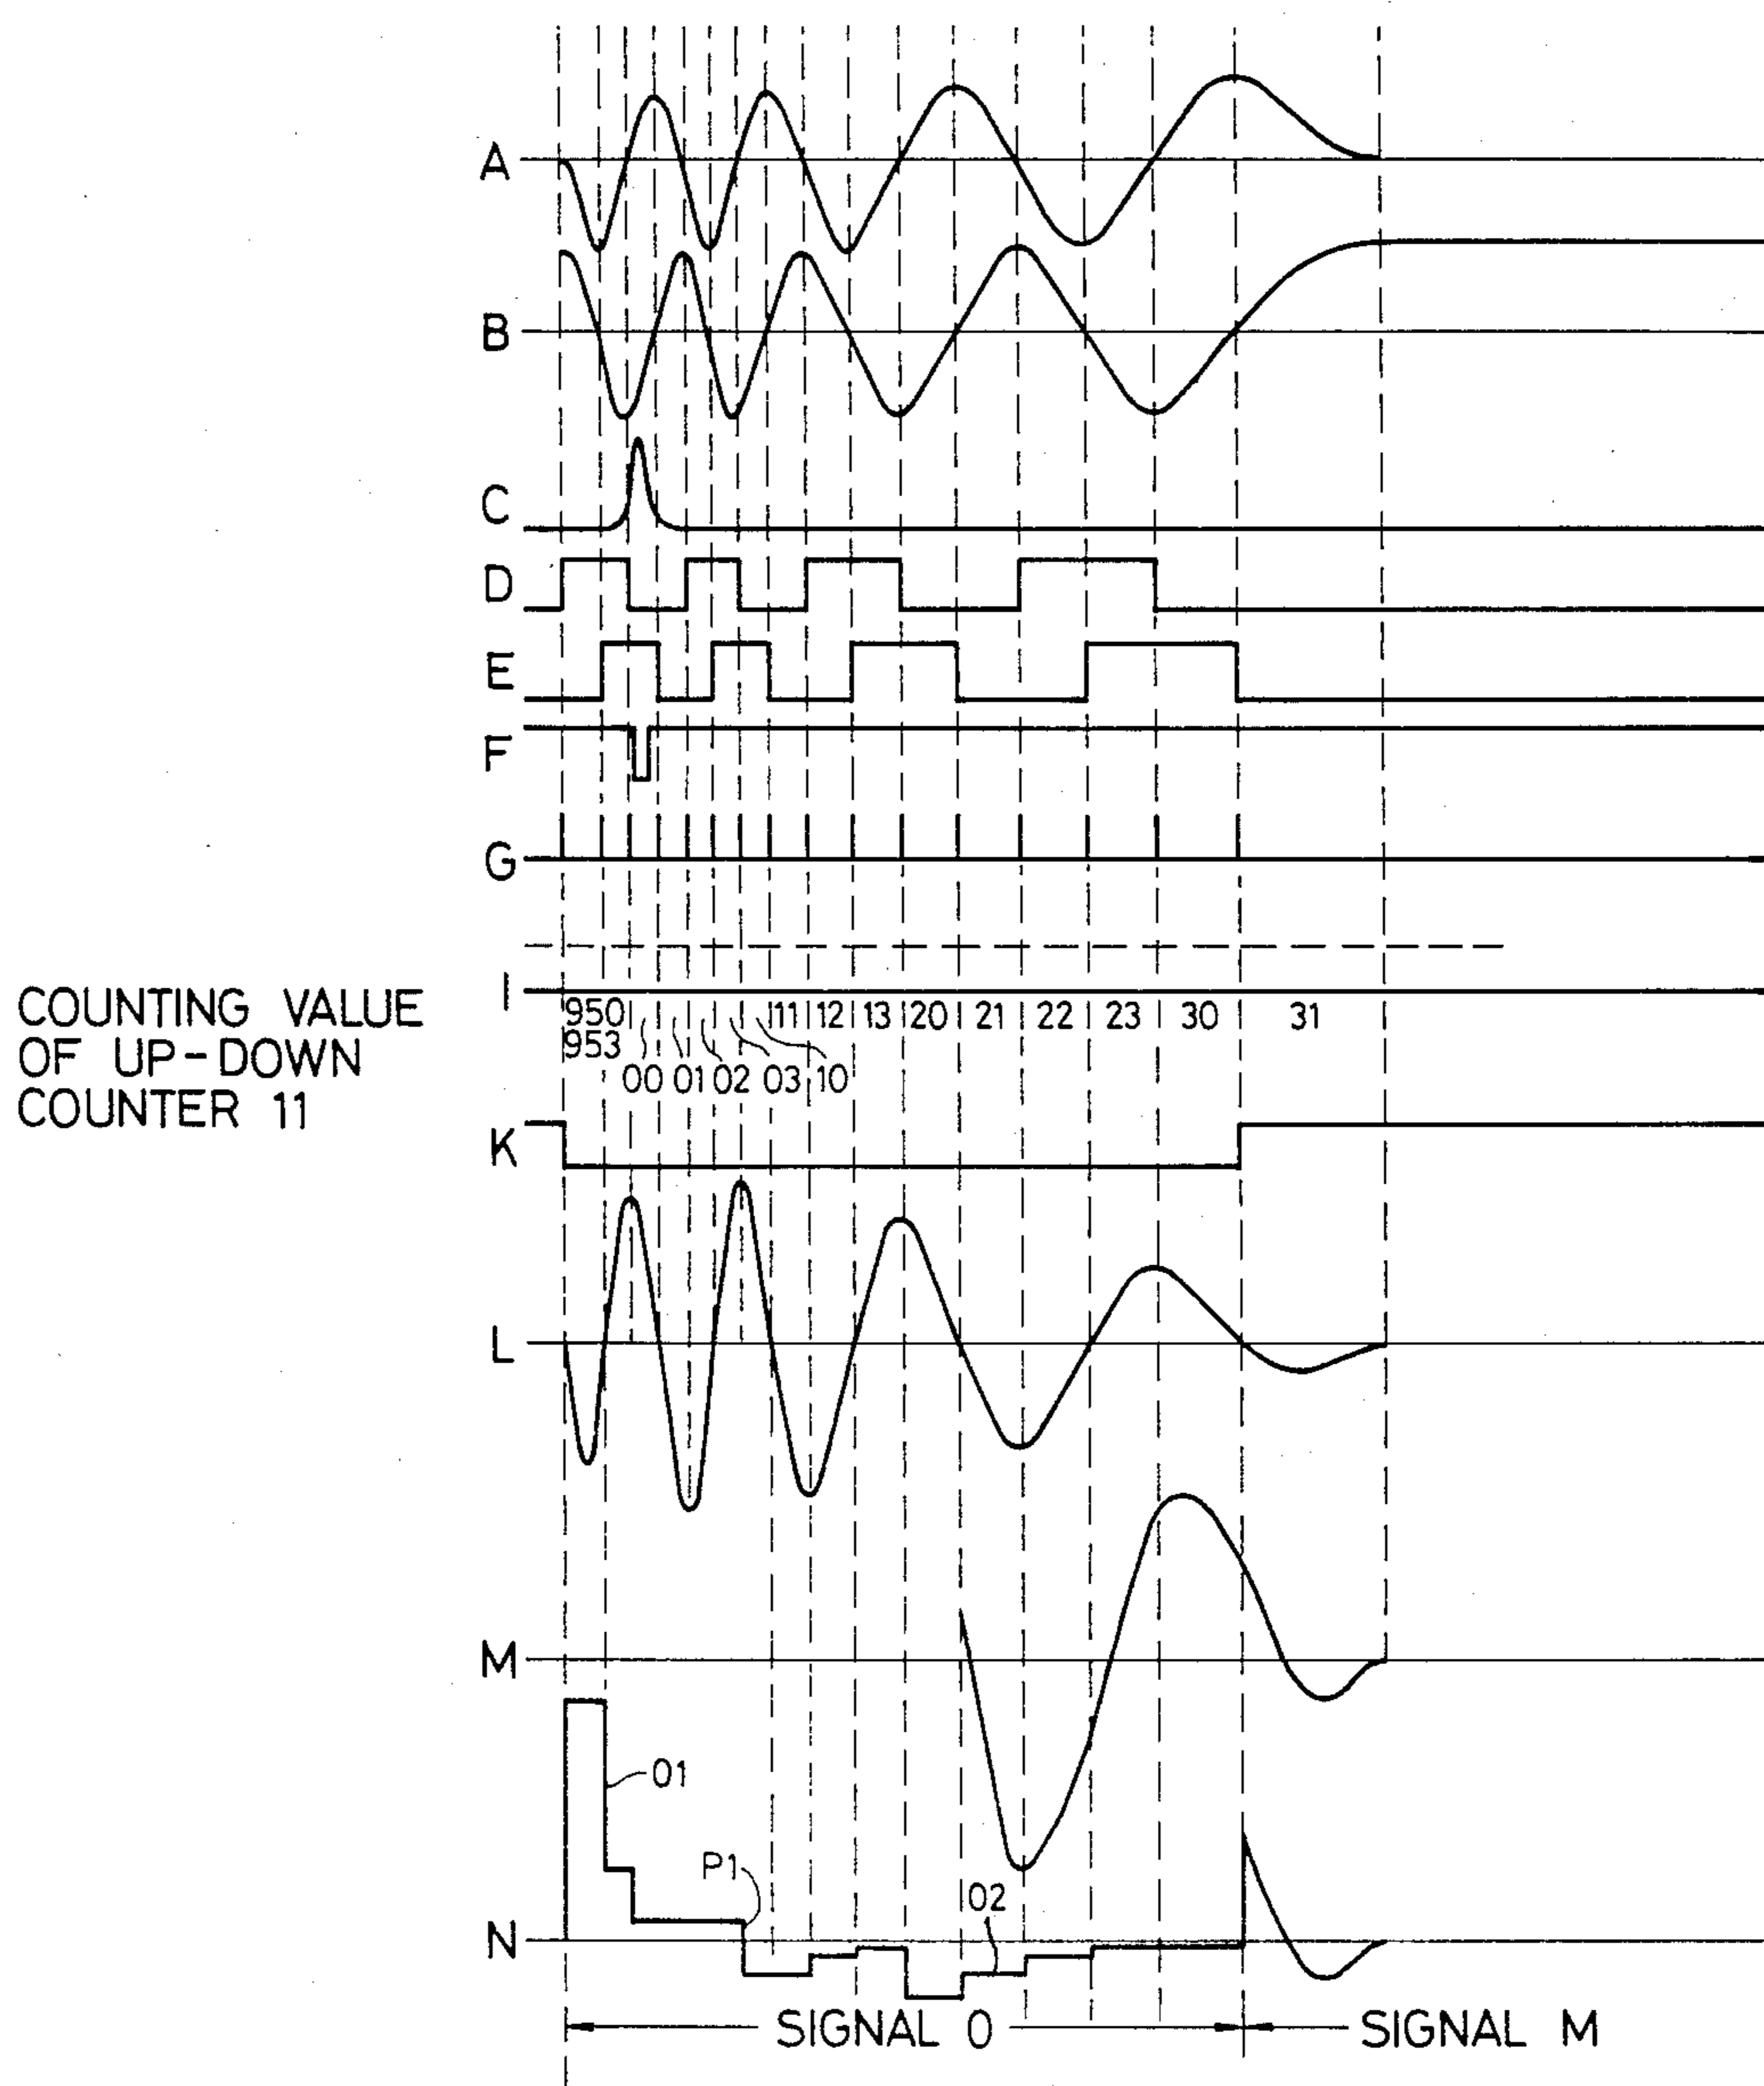 A
B
C
D
E
F
G
I
COUNTING VALUE
OF UP-DOWN
COUNTER 11
950 11 12 13 20 21 22 23 30 31
953
00 01 02 03 10
K
L
M
01
P1
02
N
SIGNAL 0 SIGNAL M